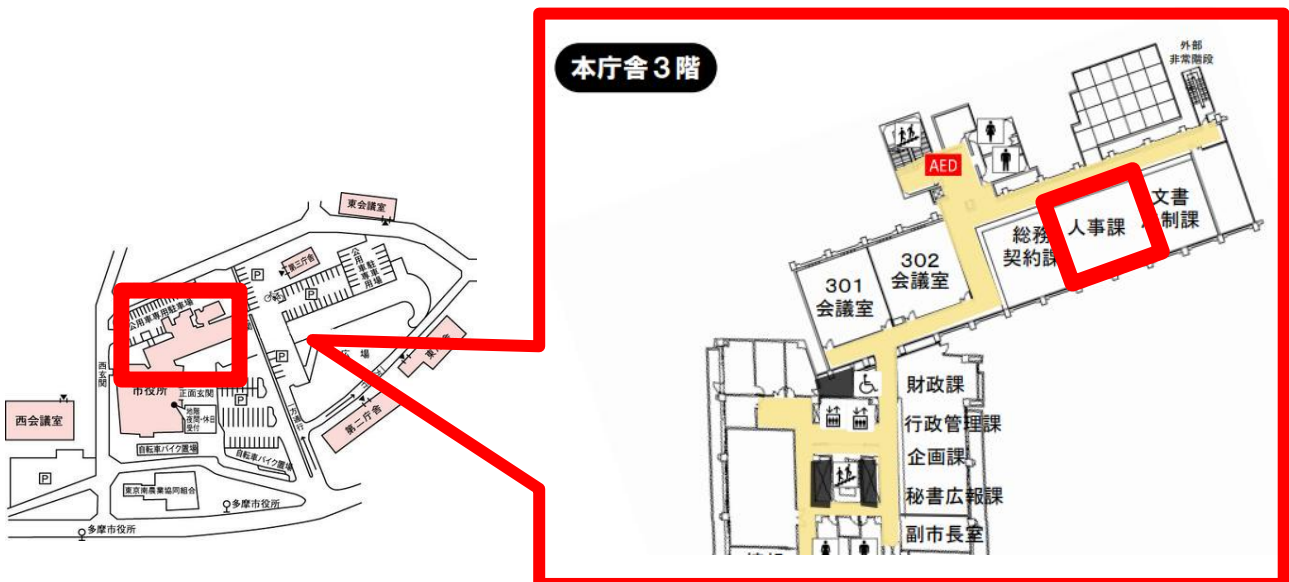 本庁舎3階
外部
非常階段
AED
文書
制課
人事課
総務
契約課
302
会議室
301
会議室
財政課
行政管理課
企画課
秘書広報課
副市長室
東会議室
第三庁舎
公用車駐
車専用場
P
P
公用車専用駐車場
P
広場
西玄関
市役所
正面玄関
P
地階
夜間・休日
受付
一方通行
第二庁舎
西会議室
自転車バイク置場
自転車バイク置場
P
東京南農業協同組合
多摩市役所
多摩市役所